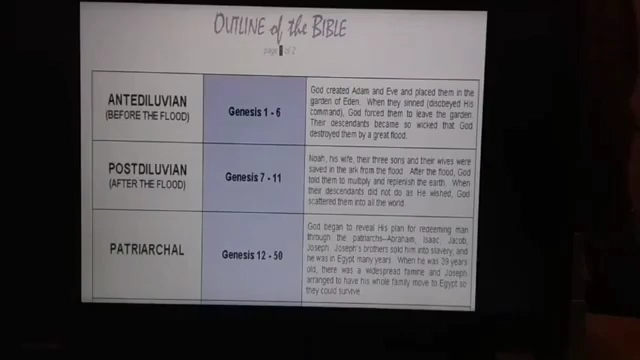 OUTLINE of the BIBLE
page of 2
ANTEDILUVIAN
(BEFORE THE FLOOD)
Genesis 1 - 6
God created Adam and Eve and placed them in the
garden of Eden. When they sinned (disobeyed His
command), God forced them to leave the garden.
Their descendants became so wicked that God
destroyed them by a great flood.
POSTDILUVIAN
(AFTER THE FLOOD)
Genesis 7 - 11
Noah, his wife, their three sons and their wives were
saved in the ark from the flood. After the flood, God
told them to multiply and replenish the earth. When
their descendants did not do as He wished, God
scattered them into all the world.
PATRIARCHAL
Genesis 12 - 50
God began to reveal His plan for redeeming man
through the patriarchs--Abraham, Isaac, Jacob,
Joseph. Joseph's brothers sold him into slavery, and
he was in Egypt many years. When he was 39 years
old, there was a widespread famine and Joseph
arranged to have his whole family move to Egypt so
they could survive.